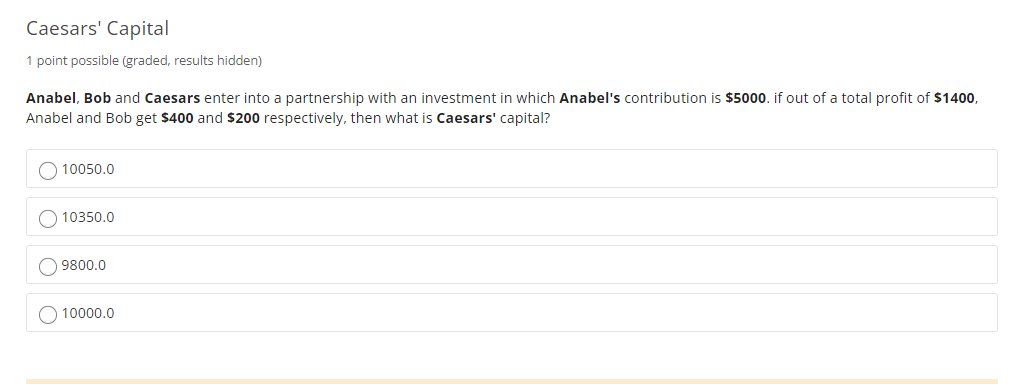 Caesars' Capital
1 point possible (graded, results hidden)
Anabel, Bob and Caesars enter into a partnership with an investment in which Anabel's contribution is $5000. if out of a total profit of $1400,
Anabel and Bob get $400 and $200 respectively, then what is Caesars' capital?
10050.0
10350.0
9800.0
10000.0